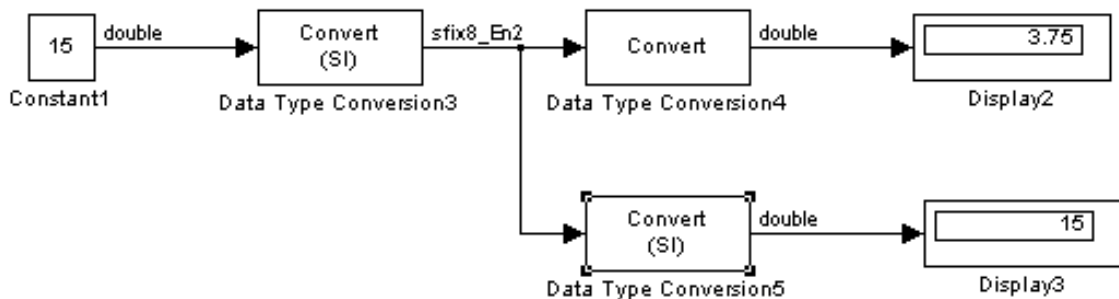 15
double
Convert
(SI)
sfix8_En2
Convert
double
3.75
Constant1
Data Type Conversion3
Data Type Conversion4
Display2
Convert
(SI)
double
15
Data Type Conversion5
Display3